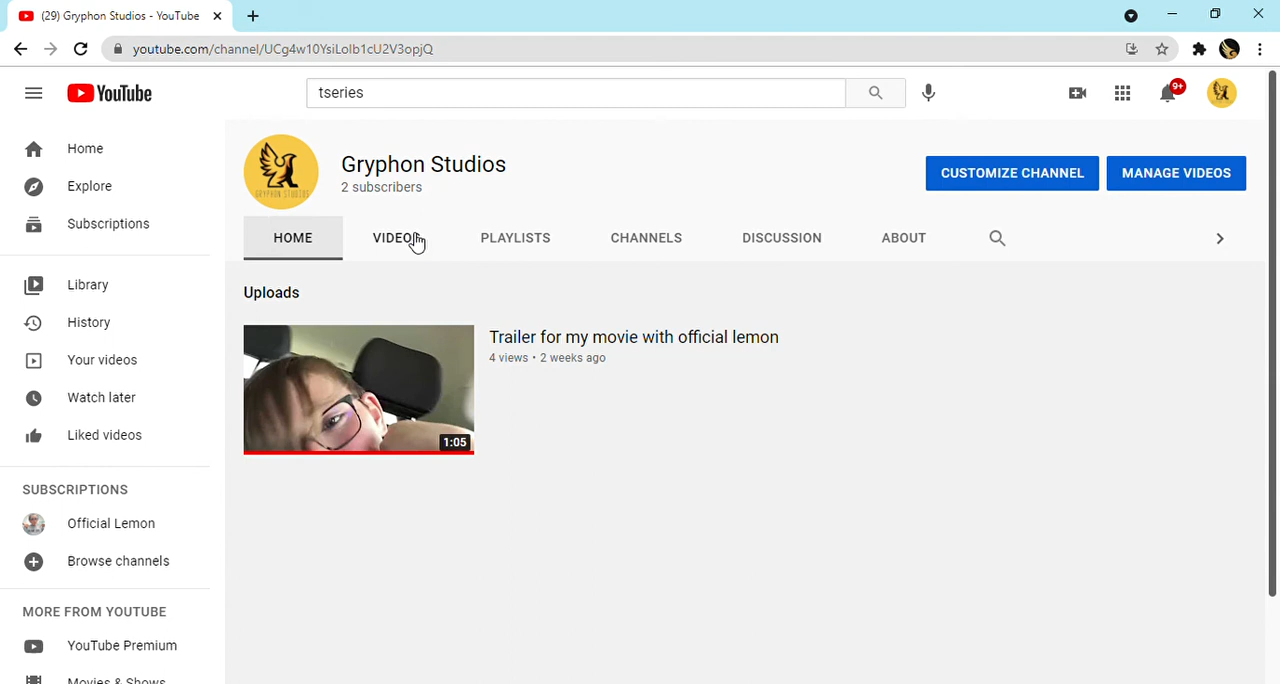 (29) Gryphon Studios - YouTube
youtube.com/channel/UCg4w10YsiLolb1cU2V3opjQ
YouTube
tseries
9+
Home
Explore
Subscriptions
Library
History
Your videos
Watch later
Liked videos
SUBSCRIPTIONS
Official Lemon
Browse channels
MORE FROM YOUTUBE
YouTube Premium
Movies & Shows
GRYPHON STUDIOS
Gryphon Studios
2 subscribers
CUSTOMIZE CHANNEL
MANAGE VIDEOS
HOME
VIDEOS
PLAYLISTS
CHANNELS
DISCUSSION
ABOUT
Uploads
1:05
Trailer for my movie with official lemon
4 views • 2 weeks ago